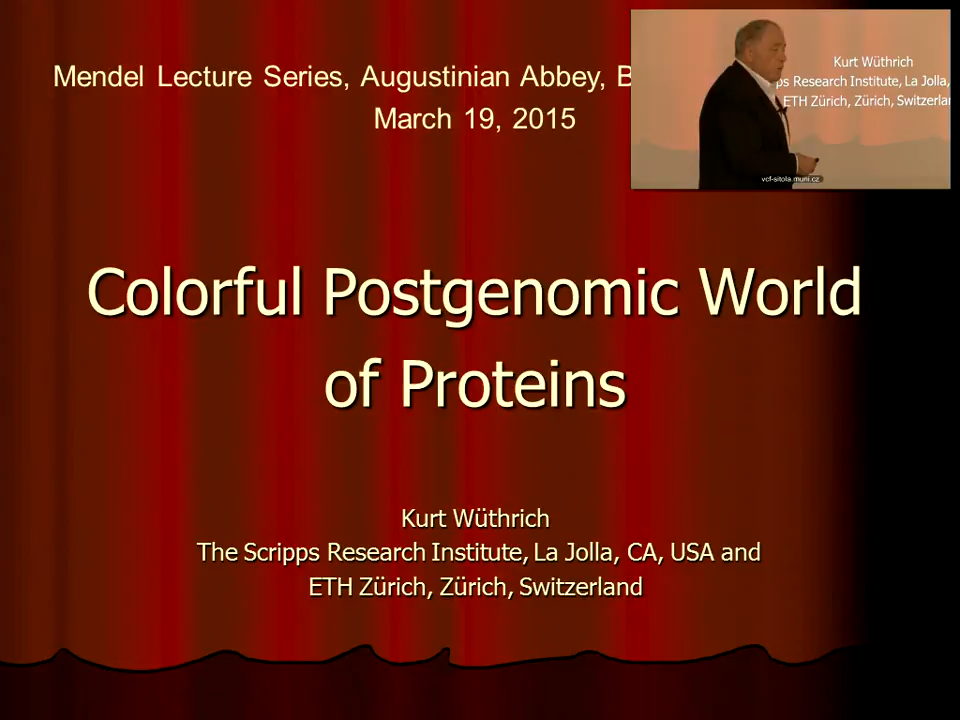 Mendel Lecture Series, Augustinian Abbey, B
March 19, 2015
Kurt Wüthrich
ps Research Institute, La Jolla,
ETH Zürich, Zürich, Switzerla
vcf-sitola.muni.cz
Colorful Postgenomic World
of Proteins
Kurt Wüthrich
The Scripps Research Institute, La Jolla, CA, USA and
ETH Zürich, Zürich, Switzerland